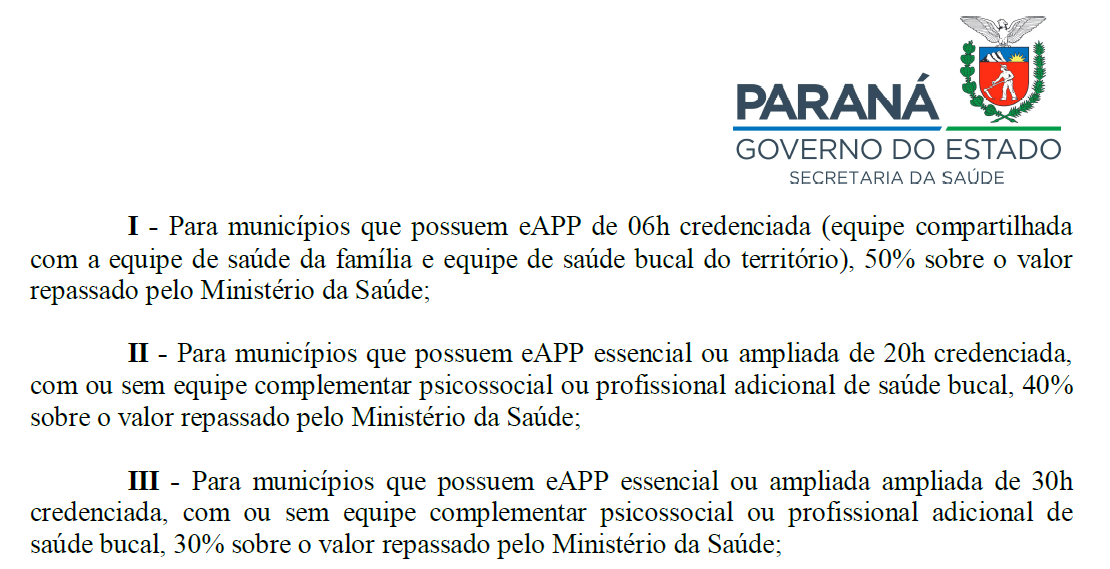 PARANÁ
GOVERNO DO ESTADO
SECRETARIA DA SAÚDE
I - Para municípios que possuem eAPP de 06h credenciada (equipe compartilhada
com a equipe de saúde da família e equipe de saúde bucal do território), 50% sobre o valor
repassado pelo Ministério da Saúde;
II - Para municípios que possuem eAPP essencial ou ampliada de 20h credenciada,
com ou sem equipe complementar psicossocial ou profissional adicional de saúde bucal, 40%
sobre o valor repassado pelo Ministério da Saúde;
III - Para municípios que possuem eAPP essencial ou ampliada ampliada de 30h
credenciada, com ou sem equipe complementar psicossocial ou profissional adicional de
saúde bucal, 30% sobre o valor repassado pelo Ministério da Saúde;